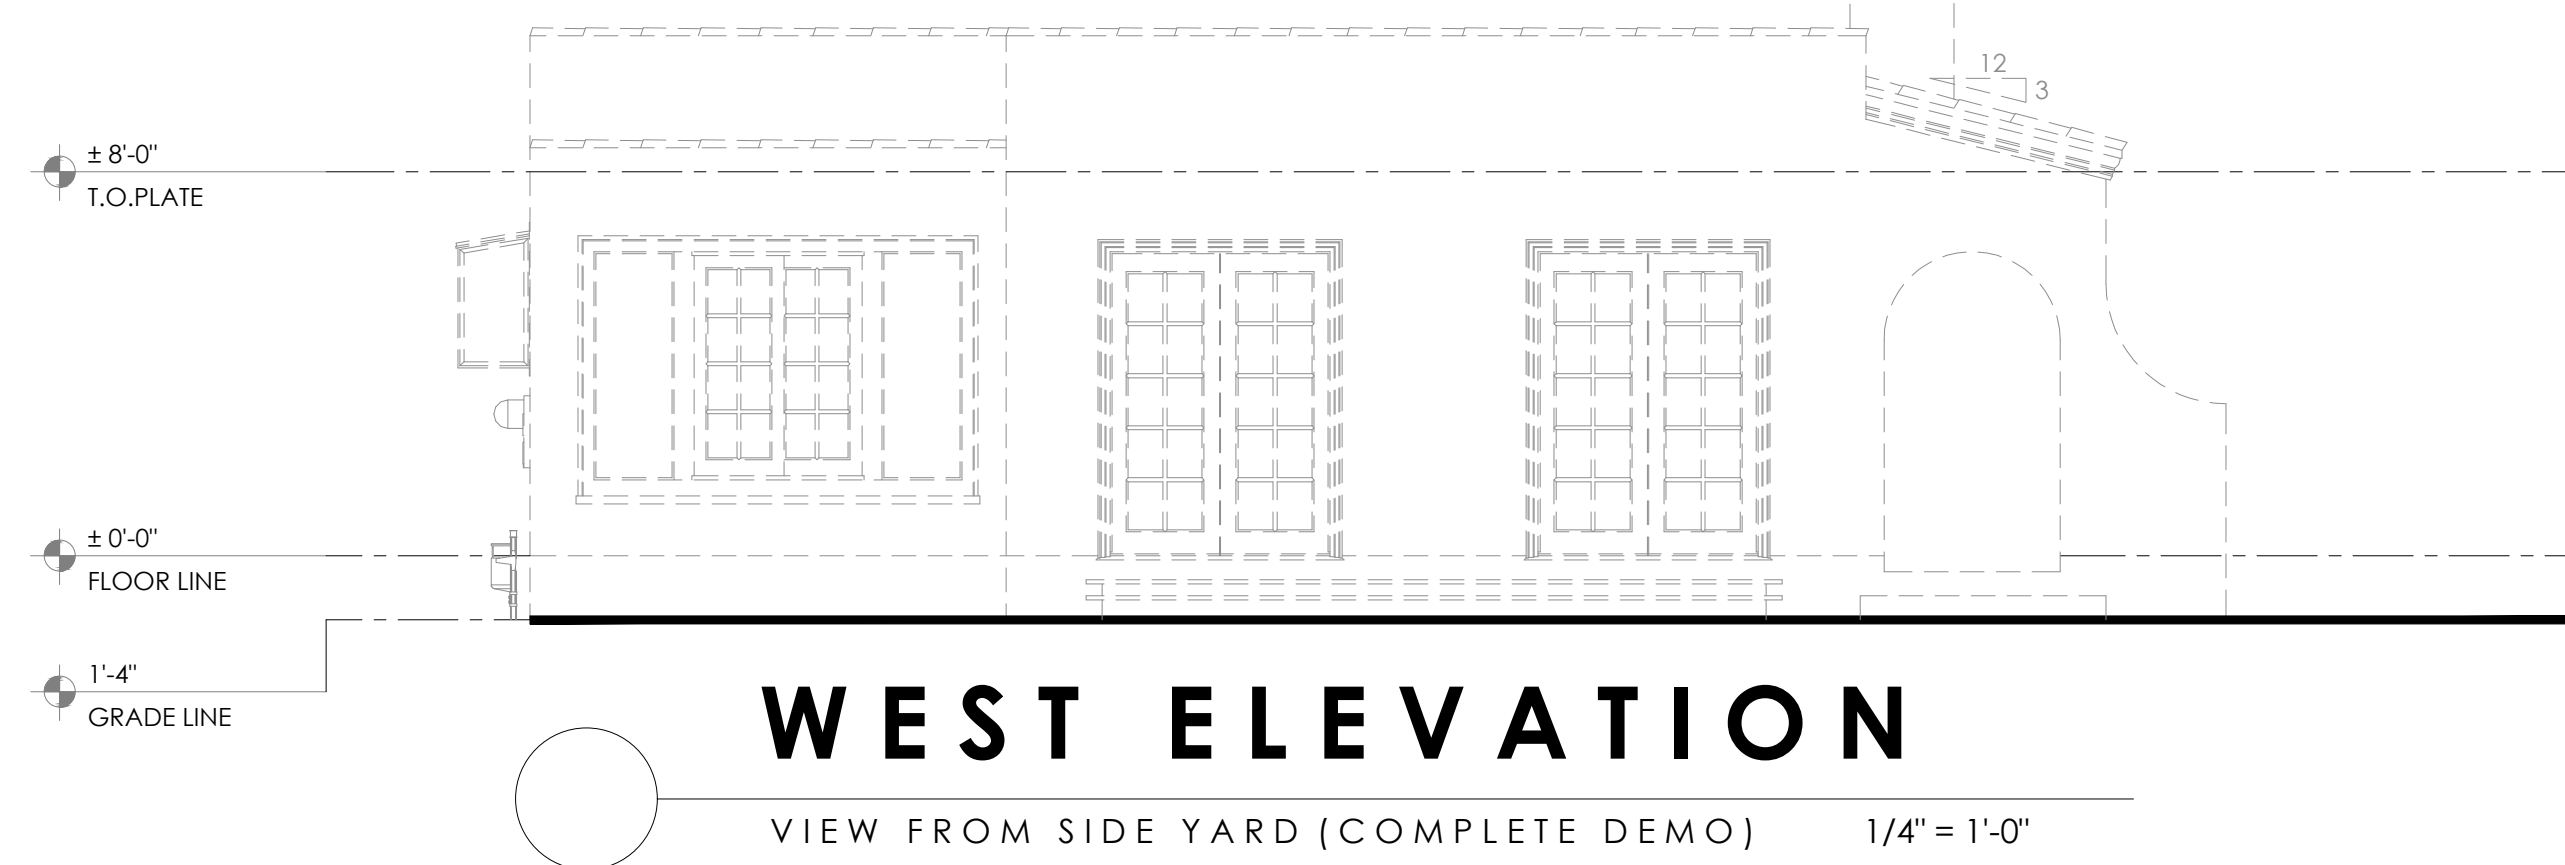 12
3
± 8'-0"
T.O.PLATE
± 0'-0"
FLOOR LINE
1'-4"
GRADE LINE
WEST ELEVATION
VIEW FROM SIDE YARD (COMPLETE DEMO) 1/4" = 1'-0"